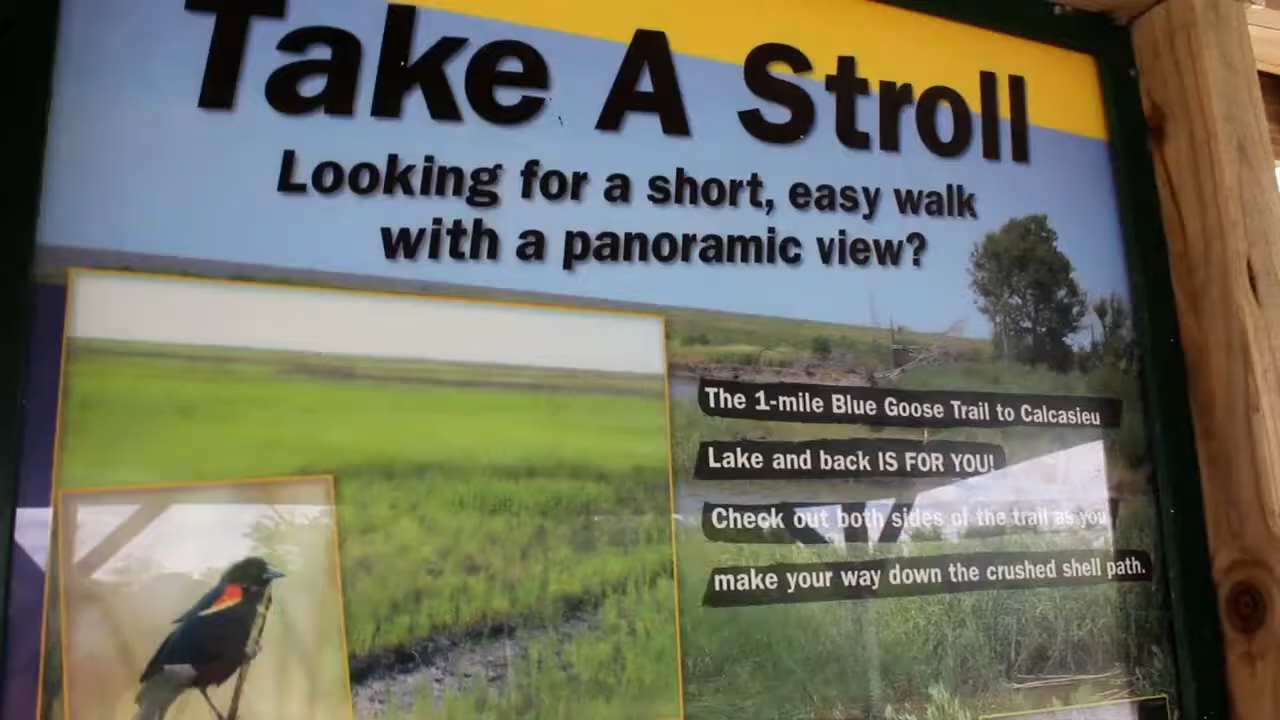 Take A Stroll
Looking for a short, easy walk
with a panoramic view?
The 1-mile Blue Goose Trail to Calcasieu
Lake and back IS FOR YOU!
Check out both sides of the trail as you
make your way down the crushed shell path.